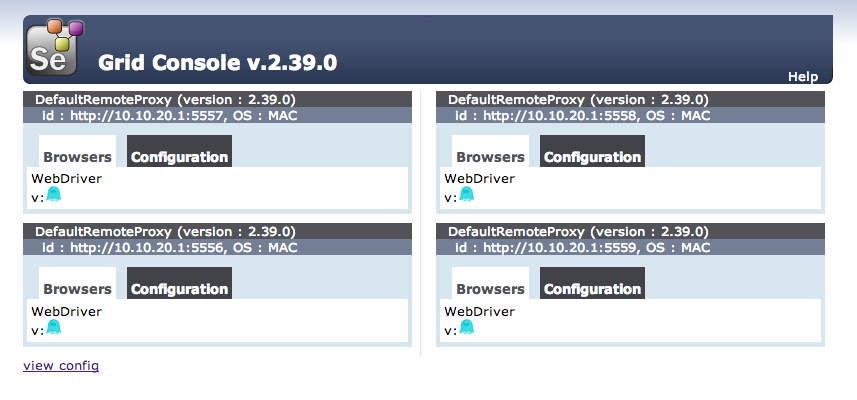 Se
Grid Console v.2.39.0
Help
DefaultRemoteProxy (version : 2.39.0)
id : http://10.10.20.1:5557, OS : MAC
Browsers Configuration
WebDriver
v:
DefaultRemoteProxy (version : 2.39.0)
id : http://10.10.20.1:5556, OS : MAC
Browsers Configuration
WebDriver
v:
view config
DefaultRemoteProxy (version : 2.39.0)
id : http://10.10.20.1:5558, OS : MAC
Browsers Configuration
WebDriver
v:
DefaultRemoteProxy (version : 2.39.0)
id : http://10.10.20.1:5559, OS : MAC
Browsers Configuration
WebDriver
v: